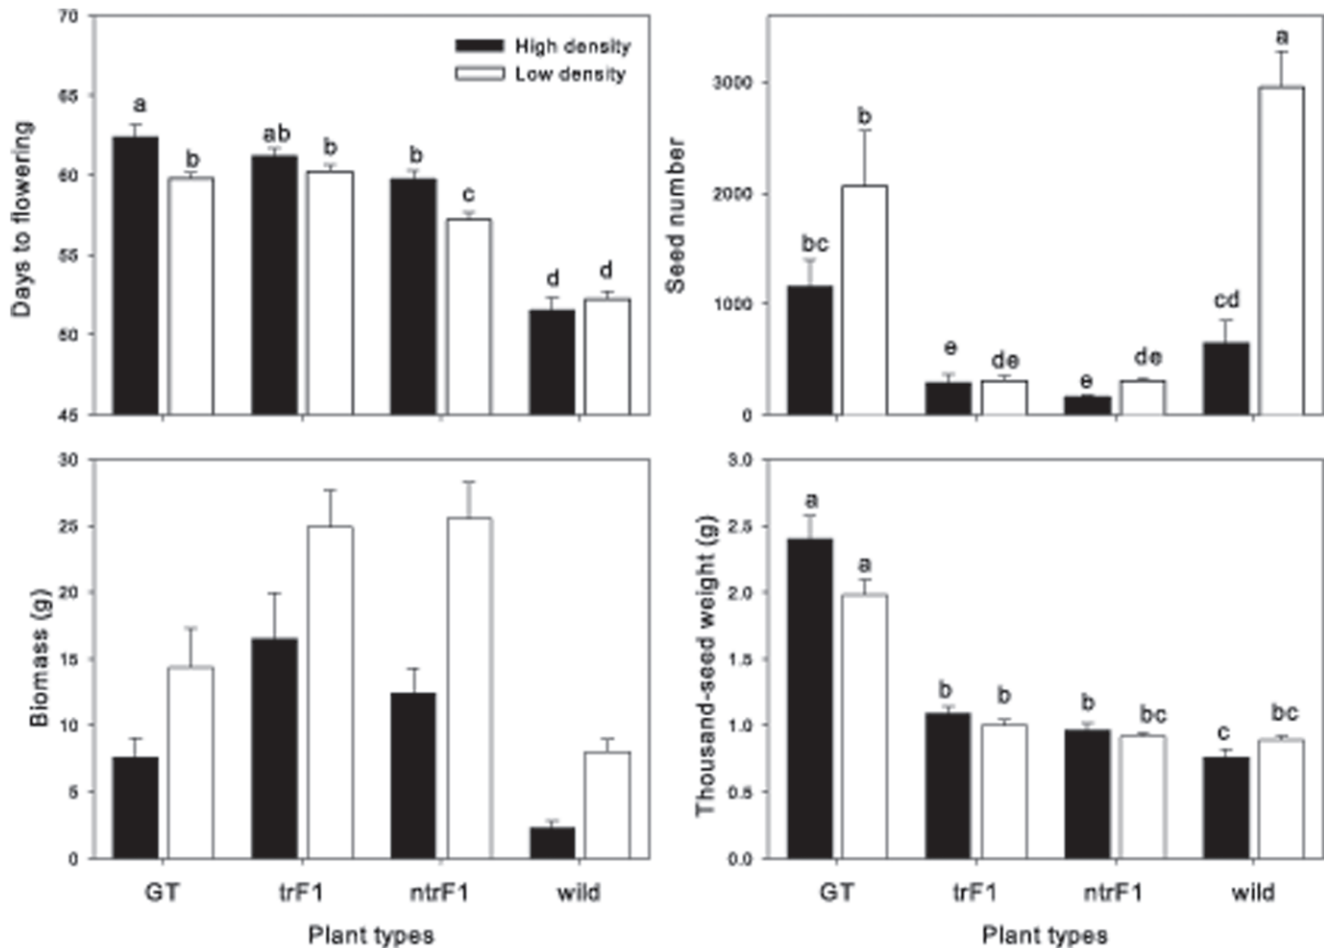 70
65
60
55
50
45
Days to flowering
High density
Low density
a
b
ab
b
b
c
d
d
3000
2000
1000
0
Seed number
bc
b
e
de
e
de
cd
a
30
25
20
15
10
5
0
Biomass (g)
GT trF1 ntrF1 wild
Plant types
3.0
2.5
2.0
1.5
1.0
0.5
0.0
Thousand-seed weight (g)
a
a
b
b
b
bc
c
bc
GT trF1 ntrF1 wild
Plant types